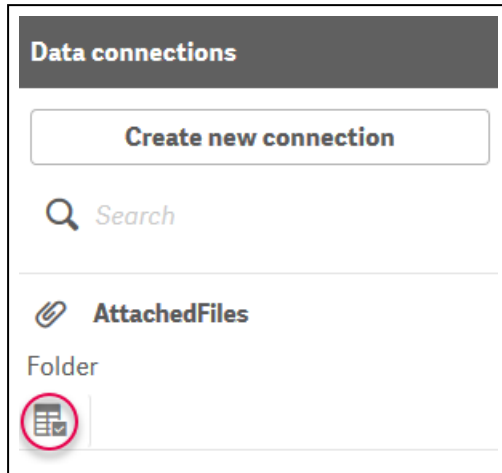 Data connections
Create new connection
Search
AttachedFiles
Folder